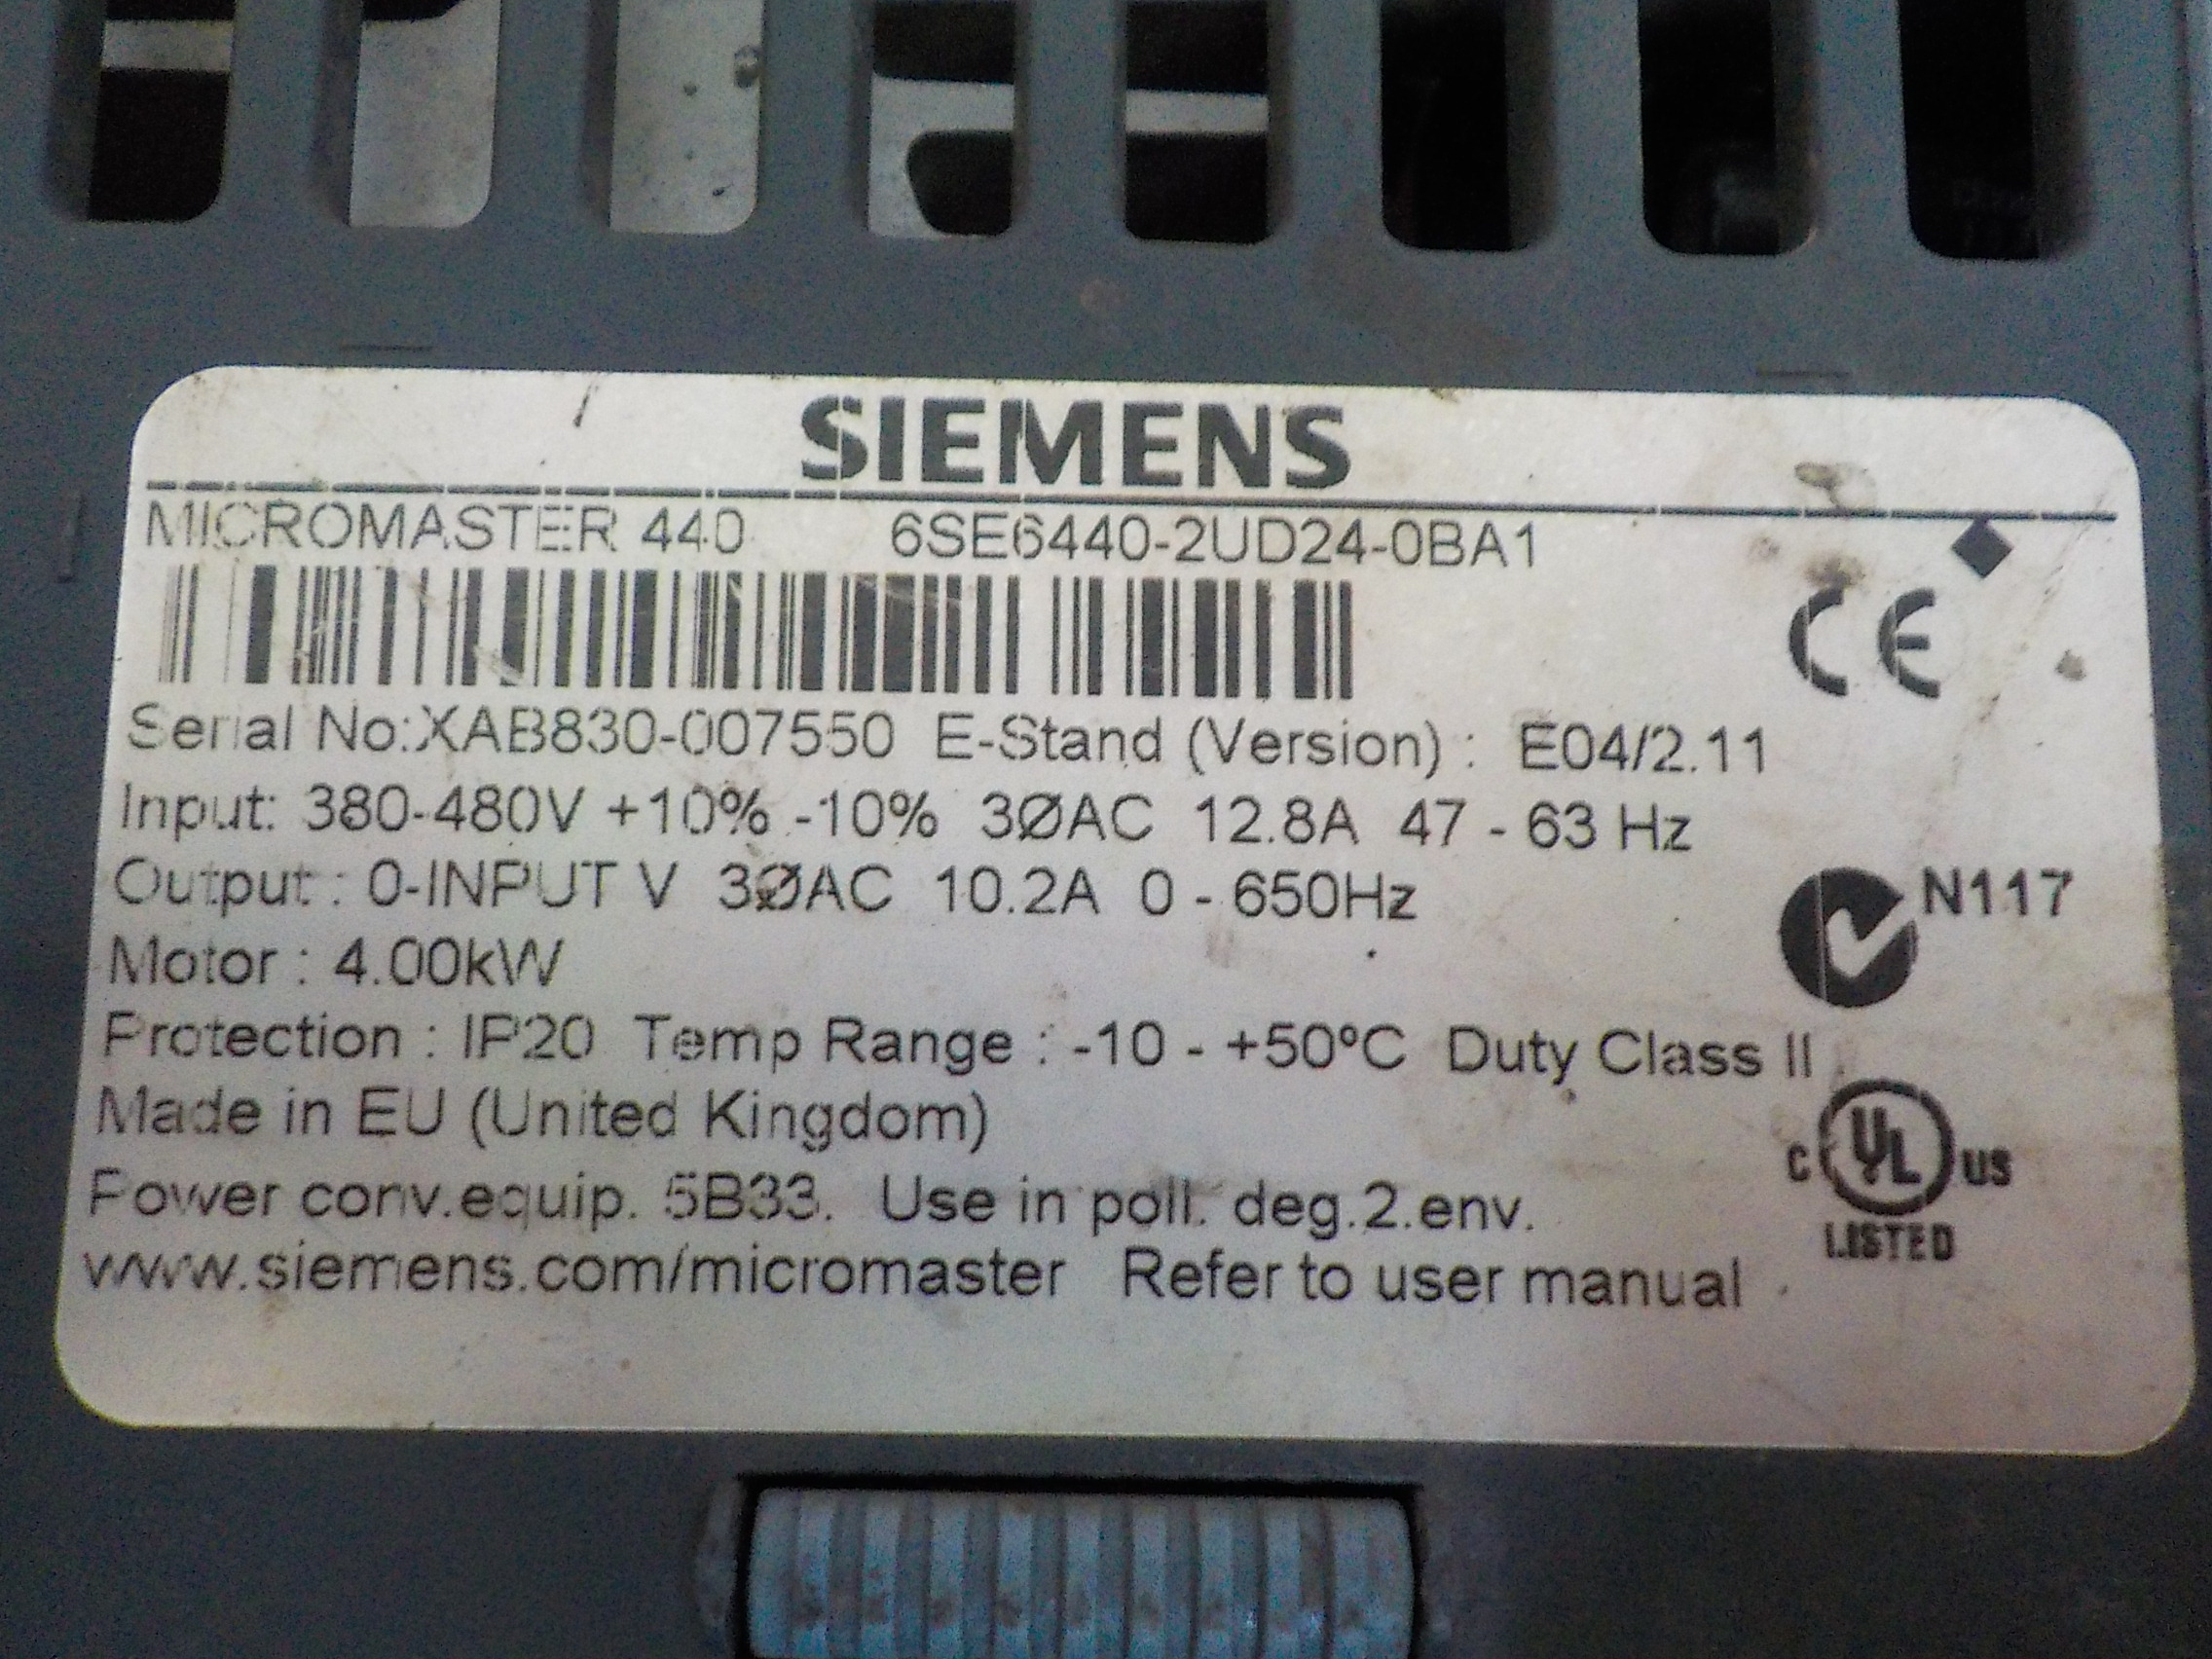 SIEMENS
MICROMASTER 440 6SE6440-2UD24-0BA1
CE
Serial No:XAB830-007550 E-Stand (Version) : E04/2.11
Input: 380-480V +10% -10% 3ØAC 12.8A 47 - 63 Hz
Output : 0-INPUT V 3ØAC 10.2A 0 - 650Hz
N117
Motor : 4.00kW
Protection : IP20 Temp Range : -10 - +50ºC Duty Class II
Made in EU (United Kingdom)
C UL US
LISTED
Power conv.equip. 5B33. Use in poll. deg.2.env.
www.siemens.com/micromaster Refer to user manual